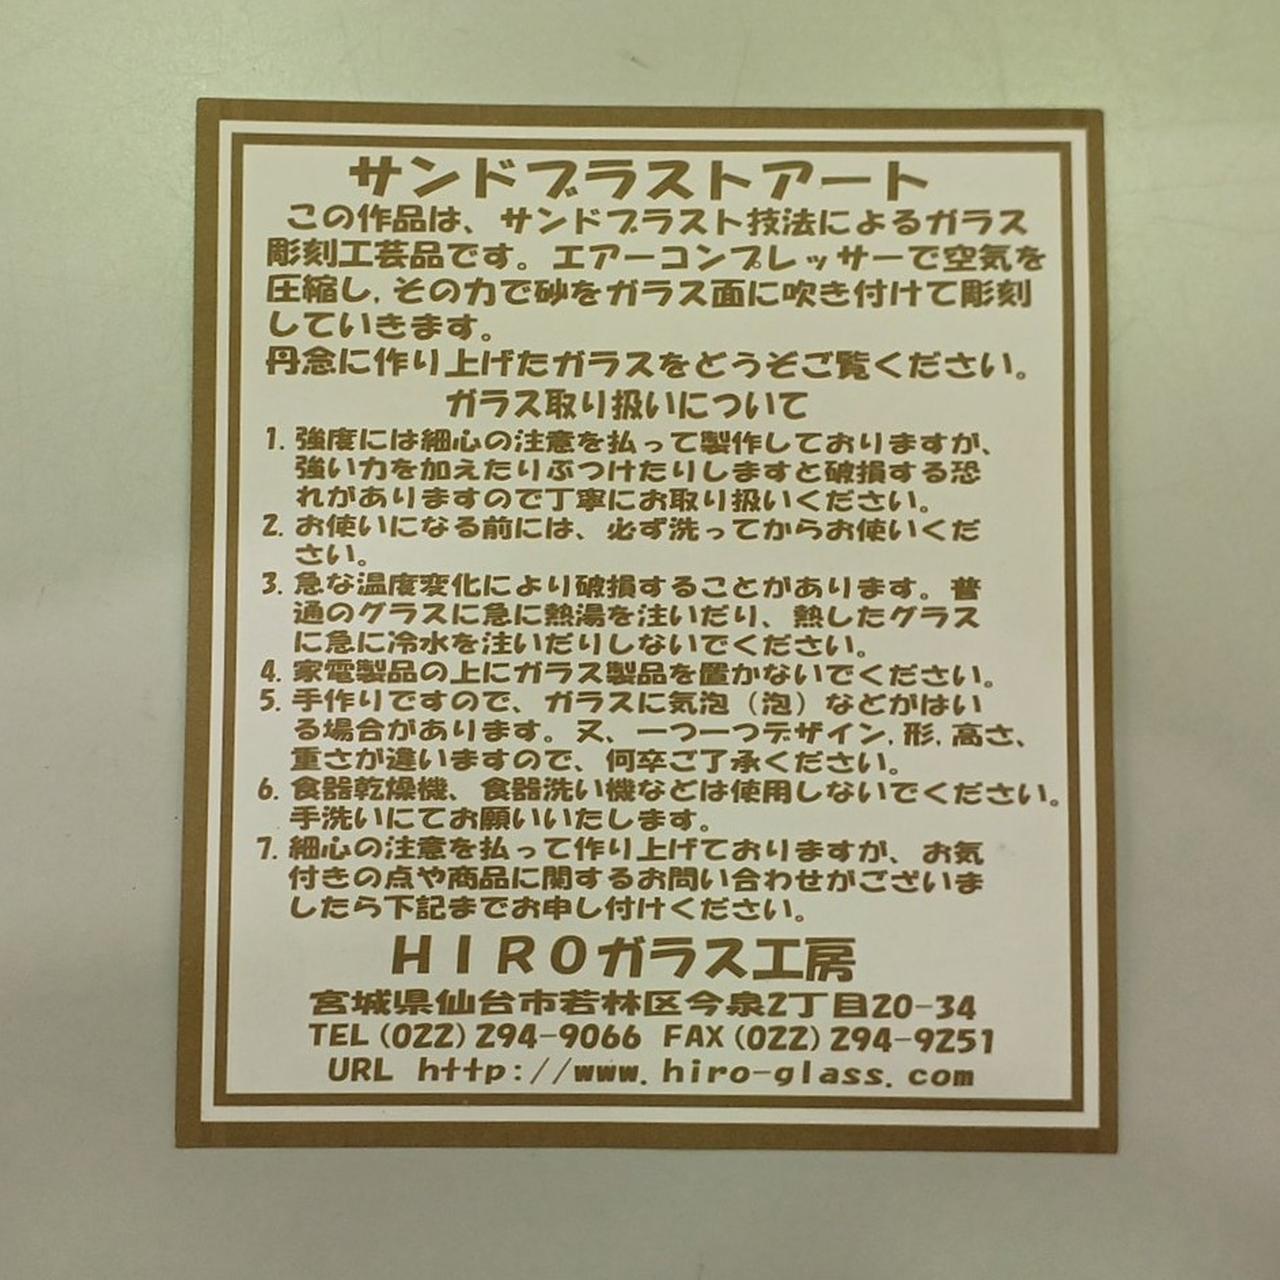 サンドブラストアート
この作品は、サンドブラスト技法によるガラス
彫刻工芸品です。エアーコンプレッサーで空気を
圧縮し,その力で砂をガラス面に吹き付けて彫刻
していきます。
丹念に作り上げたガラスをどうぞご覧ください。
ガラス取り扱いについて
1. 強度には細心の注意を払って製作しておりますが、
強い力を加えたりぶつけたりしますと破損する恐
れがありますので丁寧にお取り扱いください。
2. お使いになる前には、必ず洗ってからお使いくだ
さい。
3. 急な温度変化により破損することがあります。普
通のグラスに急に熱湯を注いだり、熱したグラス
に急に冷水を注いだりしないでください。
4. 家電製品の上にガラス製品を置かないでください。
5. 手作りですので、ガラスに気泡（泡）などがはい
る場合があります。又、一つ一つデザイン,形,高さ、
重さが違いますので、何卒ご了承ください。
6. 食器乾燥機、食器洗い機などは使用しないでください。
手洗いにてお願いいたします。
7. 細心の注意を払って作り上げておりますが、お気
付きの点や商品に関するお問い合わせがございま
したら下記までお申し付けください。
ＨＩＲＯガラス工房
宮城県仙台市若林区今泉2丁目20-34
TEL(022)294-9066 FAX(022)294-9251
URL http://www.hiro-glass.com